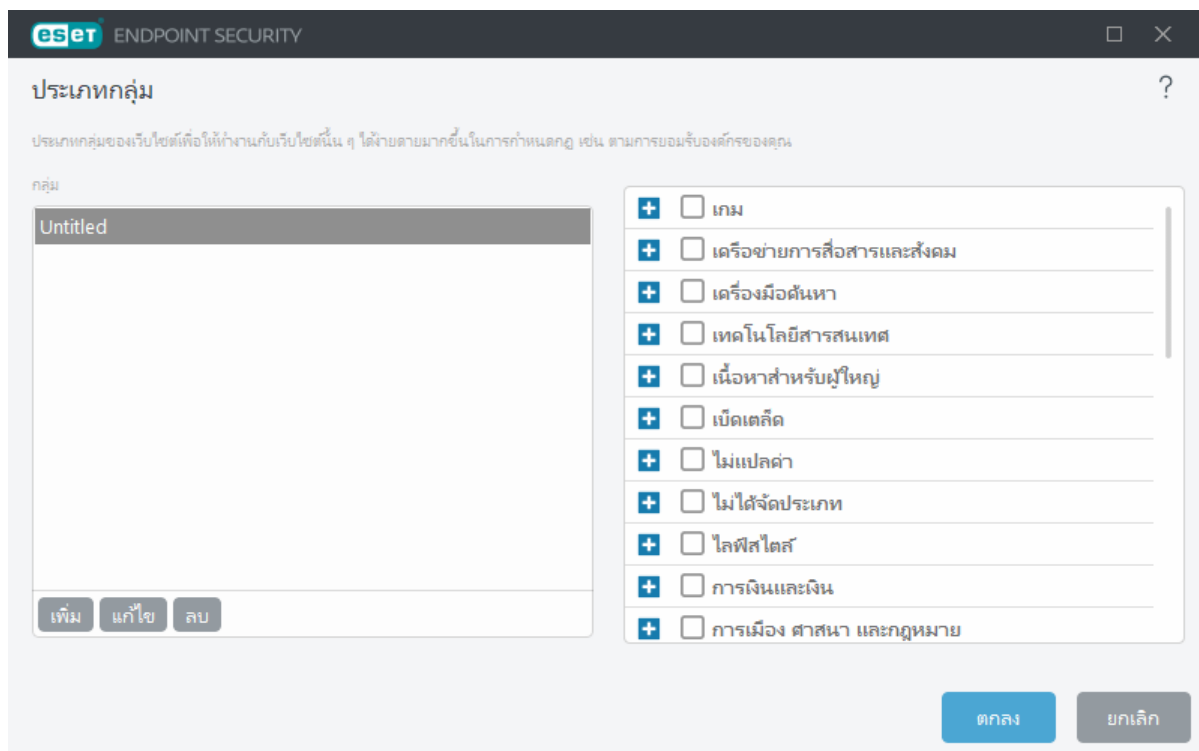 eset ENDPOINT SECURITY
ประเภทกลุ่ม
?
ประเภทกลุ่มของเว็บไซต์เพื่อให้ทำงานกับเว็บไซต์นั้น ๆ ได้ง่ายดายมากขึ้นในการกำหนดกฎ เช่น ตามการยอมรับองค์กรของคุณ
กลุ่ม
Untitled
เพิ่ม แก้ไข ลบ
เกม
เครือข่ายการสื่อสารและสังคม
เครื่องมือค้นหา
เทคโนโลยีสารสนเทศ
เนื้อหาสำหรับผู้ใหญ่
เบ็ดเตล็ด
ไม่แปลค่า
ไม่ได้จัดประเภท
ไลฟ์สไตล์
การเงินและเงิน
การเมือง ศาสนา และกฎหมาย
ตกลง ยกเลิก